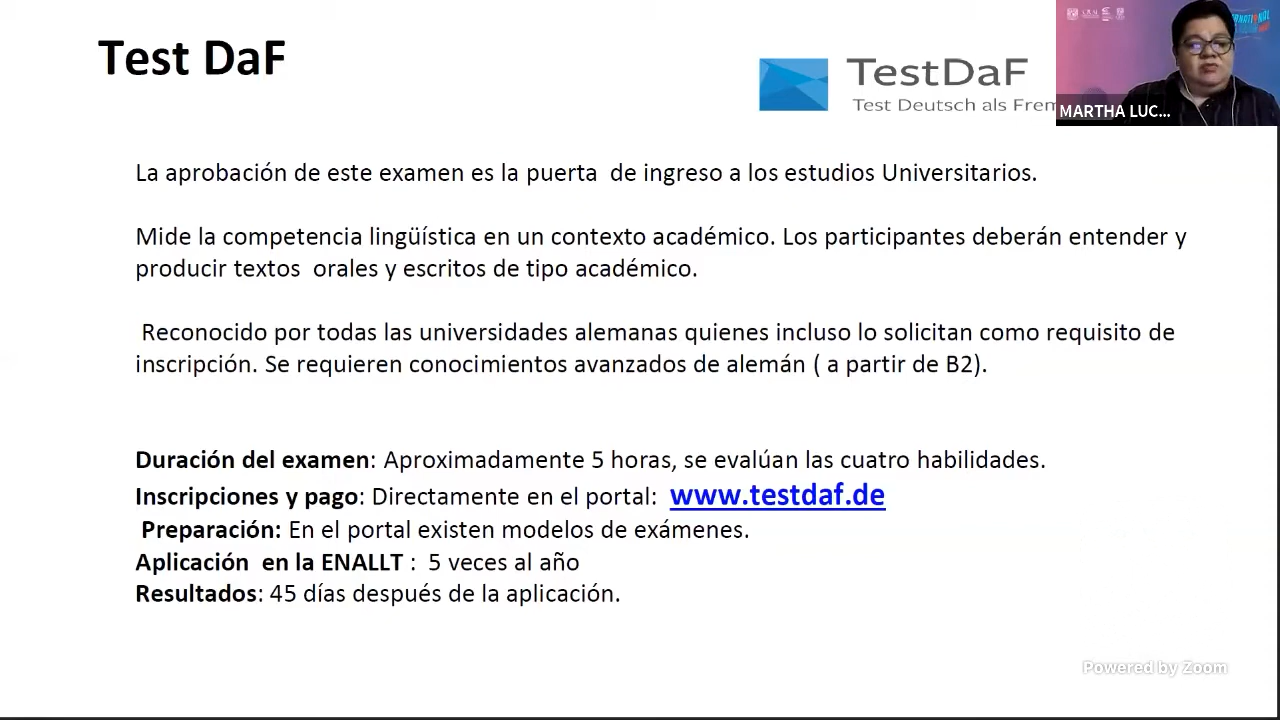 Test DaF
TestDaF
Test Deutsch als Frem
MARTHA LUC...
La aprobación de este examen es la puerta  de ingreso a los estudios Universitarios.
Mide la competencia lingüística en un contexto académico. Los participantes deberán entender y
producir textos  orales y escritos de tipo académico.
Reconocido por todas las universidades alemanas quienes incluso lo solicitan como requisito de
inscripción. Se requieren conocimientos avanzados de alemán ( a partir de B2).
Duración del examen: Aproximadamente 5 horas, se evalúan las cuatro habilidades.
Inscripciones y pago: Directamente en el portal:  www.testdaf.de
Preparación: En el portal existen modelos de exámenes.
Aplicación  en la ENALLT :  5 veces al año
Resultados: 45 días después de la aplicación.
Powered by Zoom